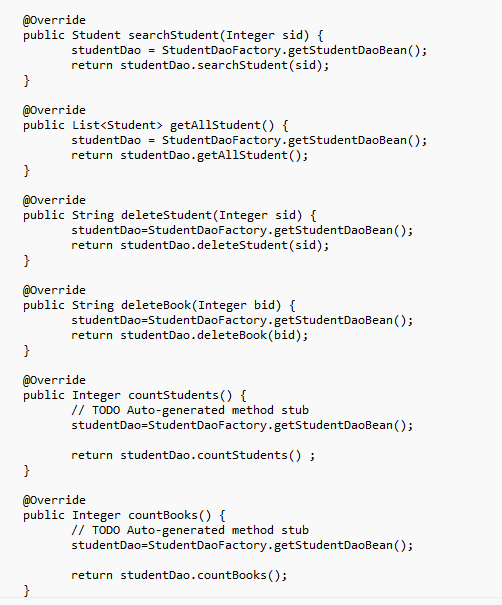 @Override
public Student searchStudent(Integer sid) {
studentDao = StudentDaoFactory.getStudentDaoBean();
return studentDao.searchStudent(sid);
}
@Override
public List<Student> getAllStudent() {
studentDao = StudentDaoFactory.getStudentDaoBean();
return studentDao.getAllStudent();
}
@Override
public String deleteStudent(Integer sid) {
studentDao=StudentDaoFactory.getStudentDaoBean();
return studentDao.deleteStudent(sid);
}
@Override
public String deleteBook(Integer bid) {
studentDao=StudentDaoFactory.getStudentDaoBean();
return studentDao.deleteBook(bid);
}
@Override
public Integer countStudents() {
// TODO Auto-generated method stub
studentDao=StudentDaoFactory.getStudentDaoBean();
return studentDao.countStudents() ;
}
@Override
public Integer countBooks() {
// TODO Auto-generated method stub
studentDao=StudentDaoFactory.getStudentDaoBean();
return studentDao.countBooks();
}